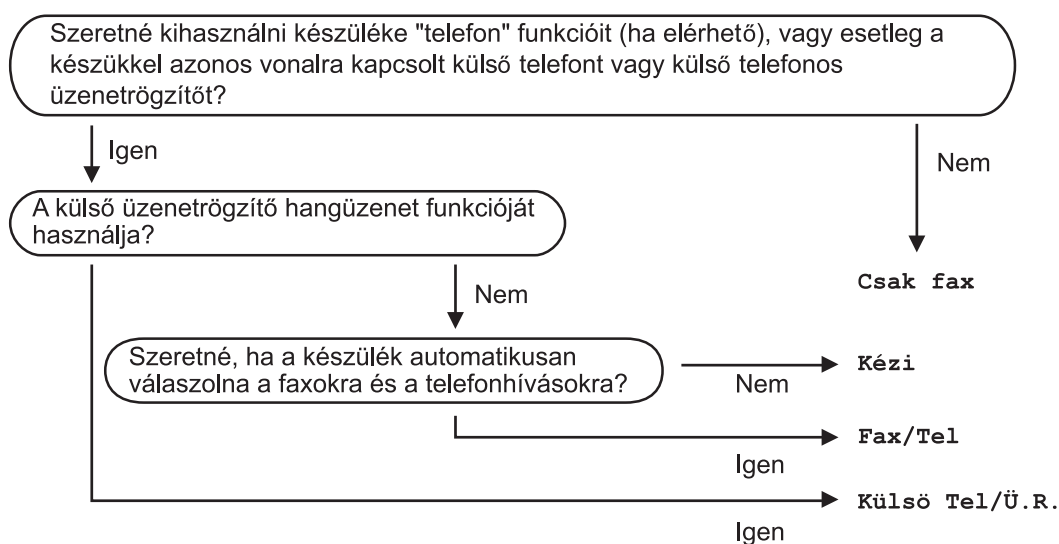 Szeretné kihasználni készüléke "telefon" funkcióit (ha elérhető), vagy esetleg a
készükkel azonos vonalra kapcsolt külső telefont vagy külső telefonos
üzenetrögzítőt?
Igen
Nem
A külső üzenetrögzítő hangüzenet funkcióját
használja?
Csak fax
Nem
Szeretné, ha a készülék automatikusan
válaszolna a faxokra és a telefonhívásokra?
Nem
Kézi
Fax/Tel
Igen
Külsö Tel/Ü.R.
Igen